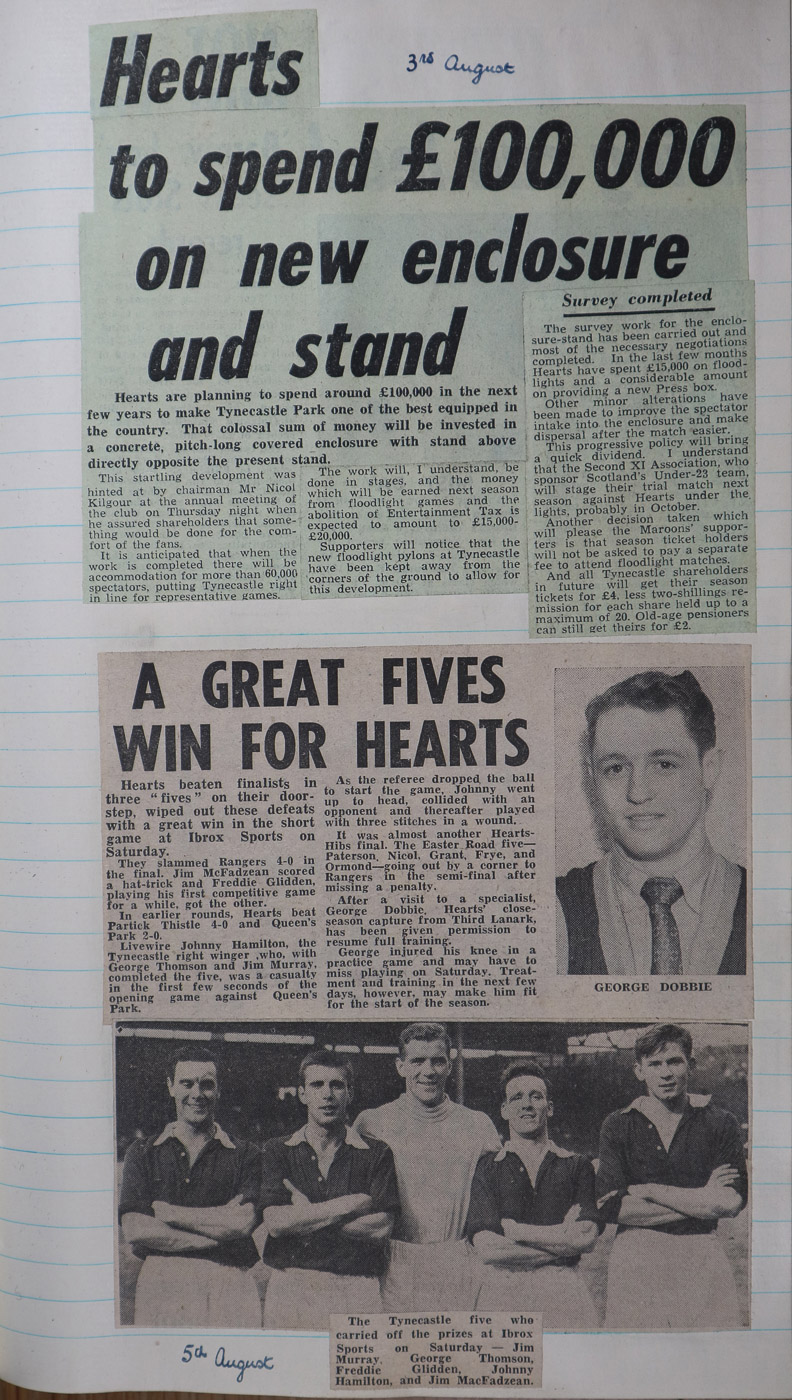 Hearts
3rd August
to spend £100,000
on new enclosure
and stand
Hearts are planning to spend around £100,000 in the next
few years to make Tynecastle Park one of the best equipped in
the country. That colossal sum of money will be invested in
a concrete, pitch-long covered enclosure with stand above
directly opposite the present stand.
This startling development was
hinted at by chairman Mr Nicol
Kilgour at the annual meeting of
the club on Thursday night when
he assured shareholders that some-
thing would be done for the com-
fort of the fans.
It is anticipated that when the
work is completed there will be
accommodation for more than 60,000
spectators, putting Tynecastle right
in line for representative games.
The work will, I understand, be
done in stages, and the money
which will be earned next season
from floodlight games and the
abolition of Entertainment Tax is
expected to amount to £15,000-
£20,000.
Supporters will notice that the
new floodlight pylons at Tynecastle
have been kept away from the
corners of the ground to allow for
this development.
Survey completed
The survey work for the enclo-
sure-stand has been carried out and
most of the necessary negotiations
completed. In the last few months
Hearts have spent £15,000 on flood-
lights and a considerable amount
on providing a new Press box.
Other minor alterations have
been made to improve the spectator
intake into the enclosure and make
dispersal after the match easier.
This progressive policy will bring
a quick dividend. I understand
that the Second XI Association, who
sponsor Scotland's Under-23 team,
will stage their trial match next
season against Hearts under the
lights, probably in October.
Another decision taken which
will please the Maroons' suppor-
ters is that season ticket holders
will not be asked to pay a separate
fee to attend floodlight matches.
And all Tynecastle shareholders
in future will get their season
tickets for £4, less two-shillings re-
mission for each share held up to a
maximum of 20. Old-age pensioners
can still get theirs for £2.
A GREAT FIVES
WIN FOR HEARTS
Hearts beaten finalists in
three "fives" on their door-
step, wiped out these defeats
with a great win in the short
game at Ibrox Sports on
Saturday.
They slammed Rangers 4-0 in
the final. Jim McFadzean scored
a hat-trick and Freddie Glidden,
playing his first competitive game
for a while, got the other.
In earlier rounds, Hearts beat
Partick Thistle 4-0 and Queen's
Park 2-0.
Livewire Johnny Hamilton, the
Tynecastle right winger ,who, with
George Thomson and Jim Murray,
completed the five, was a casualty
in the first few seconds of the
opening game against Queen's
Park.
As the referee dropped the ball
to start the game, Johnny went
up to head, collided with an
opponent and thereafter played
with three stitches in a wound.
It was almost another Hearts-
Hibs final. The Easter Road five—
Paterson, Nicol, Grant, Frye, and
Ormond—going out by a corner to
Rangers in the semi-final after
missing a penalty.
After a visit to a specialist,
George Dobbie, Hearts' close-
season capture from Third Lanark,
has been given permission to
resume full training.
George injured his knee in a
practice game and may have to
miss playing on Saturday. Treat-
ment and training in the next few
days, however, may make him fit
for the start of the season.
GEORGE DOBBIE
The Tynecastle five who
carried off the prizes at Ibrox
Sports on Saturday — Jim
Murray, George Thomson,
Freddie Glidden, Johnny
Hamilton, and Jim MacFadzean.
5th August